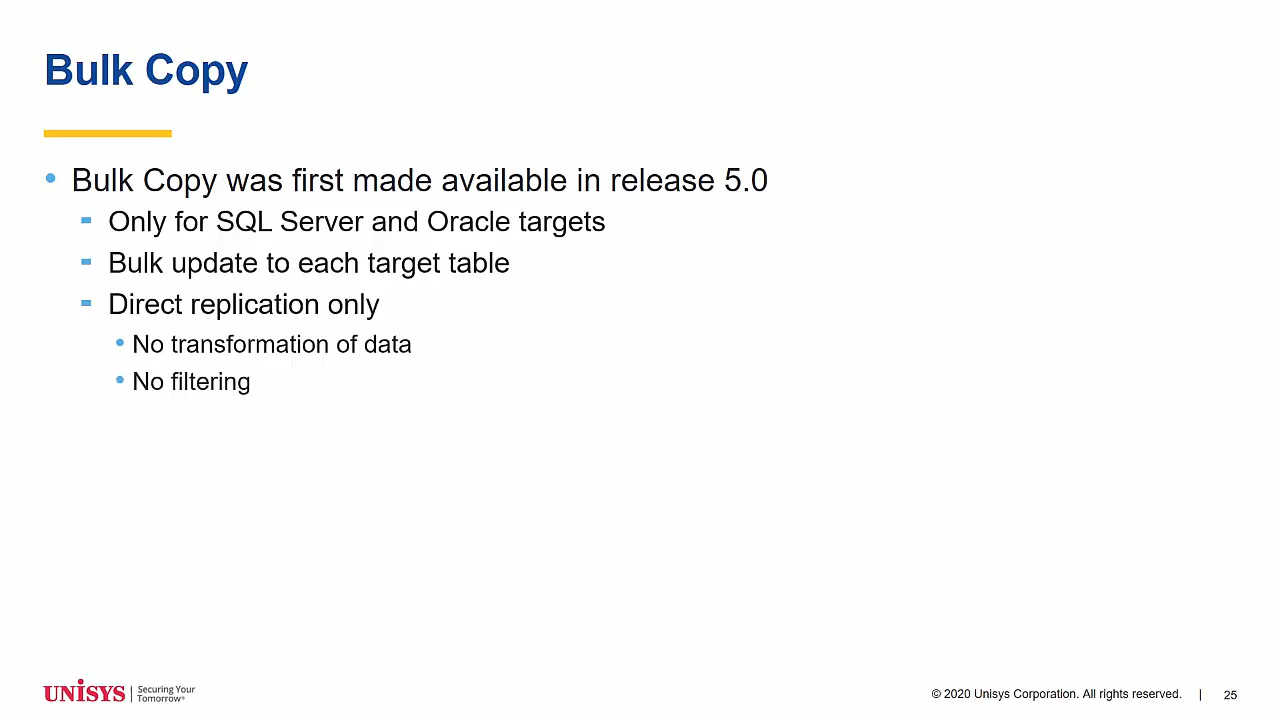 Bulk Copy
• Bulk Copy was first made available in release 5.0
- Only for SQL Server and Oracle targets
- Bulk update to each target table
- Direct replication only
• No transformation of data
• No filtering
UNISYS | Securing Your Tomorrow®
© 2020 Unisys Corporation. All rights reserved. | 25